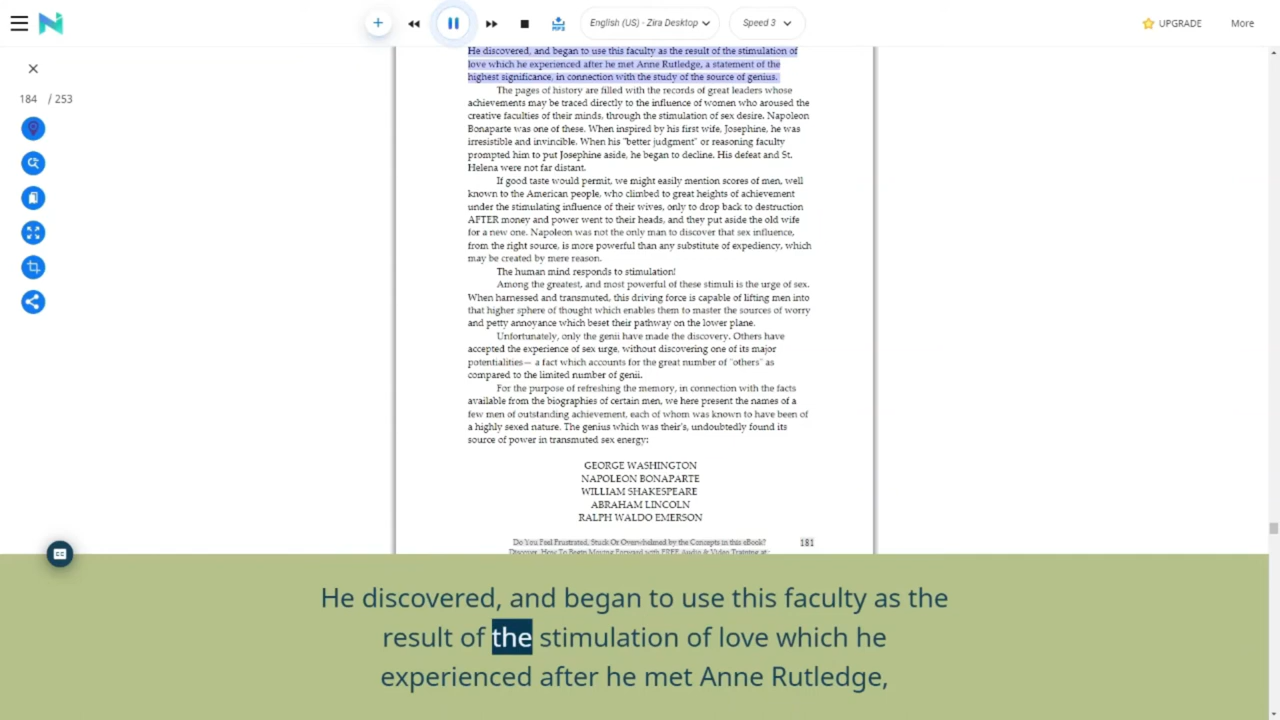 MP3
English (US) - Zira Desktop
Speed 3
UPGRADE
More
184 / 253
He discovered, and began to use this faculty as the result of the stimulation of
love which he experienced after he met Anne Rutledge, a statement of the
highest significance, in connection with the study of the source of genius.
The pages of history are filled with the records of great leaders whose
achievements may be traced directly to the influence of women who aroused the
creative faculties of their minds, through the stimulation of sex desire. Napoleon
Bonaparte was one of these. When inspired by his first wife, Josephine, he was
irresistible and invincible. When his "better judgment" or reasoning faculty
prompted him to put Josephine aside, he began to decline. His defeat and St.
Helena were not far distant.
If good taste would permit, we might easily mention scores of men, well
known to the American people, who climbed to great heights of achievement
under the stimulating influence of their wives, only to drop back to destruction
AFTER money and power went to their heads, and they put aside the old wife
for a new one. Napoleon was not the only man to discover that sex influence,
from the right source, is more powerful than any substitute of expediency, which
may be created by mere reason.
The human mind responds to stimulation!
Among the greatest, and most powerful of these stimuli is the urge of sex.
When harnessed and transmuted, this driving force is capable of lifting men into
that higher sphere of thought which enables them to master the sources of worry
and petty annoyance which beset their pathway on the lower plane.
Unfortunately, only the genii have made the discovery. Others have
accepted the experience of sex urge, without discovering one of its major
potentialities— a fact which accounts for the great number of "others" as
compared to the limited number of genii.
For the purpose of refreshing the memory, in connection with the facts
available from the biographies of certain men, we here present the names of a
few men of outstanding achievement, each of whom was known to have been of
a highly sexed nature. The genius which was their's, undoubtedly found its
source of power in transmuted sex energy:
GEORGE WASHINGTON
NAPOLEON BONAPARTE
WILLIAM SHAKESPEARE
ABRAHAM LINCOLN
RALPH WALDO EMERSON
Do You Feel Frustrated, Stuck Or Overwhelmed by the Concepts in this eBook? 181
Discover How To Begin Moving Forward with FREE Audio & Video Training at:
CC
He discovered, and began to use this faculty as the
result of the stimulation of love which he
experienced after he met Anne Rutledge,